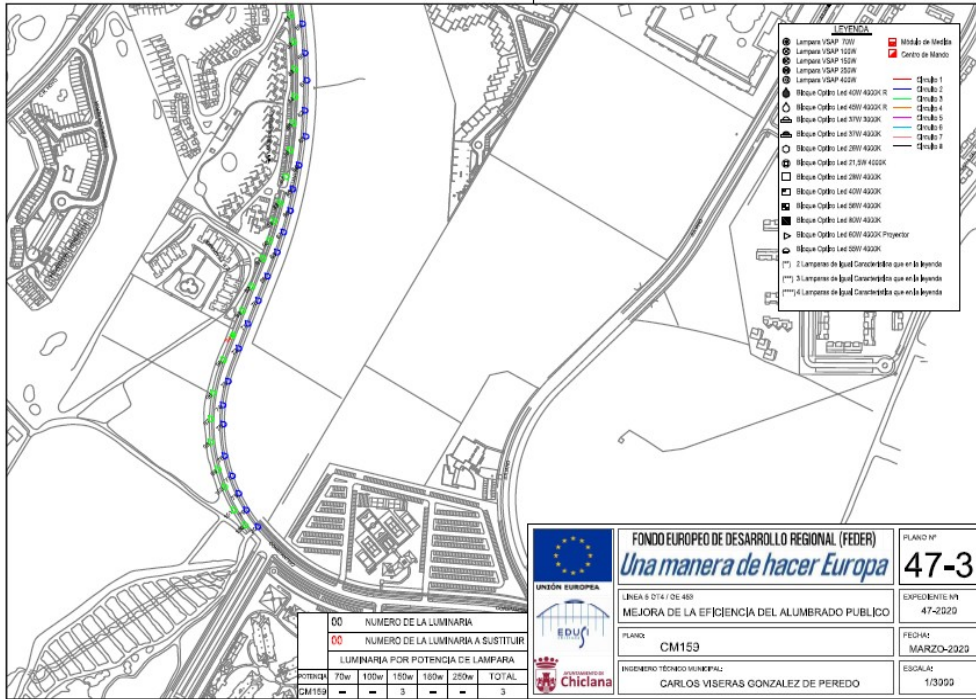 LEYENDA
Lampara VSAP 70W
Lampara VSAP 100W
Lampara VSAP 150W
Lampara VSAP 250W
Lampara VSAP 400W
Bloque Optiro Led 40W 4000K R
Bloque Optiro Led 45W 4000K R
Bloque Optiro Led 37W 3000K
Bloque Optiro Led 37W 4000K
Bloque Optiro Led 28W 4000K
Bloque Optiro Led 21,5W 4000K
Bloque Optiro Led 28W 4000K
Bloque Optiro Led 40W 4000K
Bloque Optiro Led 56W 4000K
Bloque Optiro Led 80W 4000K
Bloque Optiro Led 60W 4000K Proyector
Bloque Optiro Led 55W 4000K
(**) 2 Lamparas de Igual Caracteristica que en la leyenda
(***) 3 Lamparas de Igual Caracteristica que en la leyenda
(****) 4 Lamparas de Igual Caracteristica que en la leyenda
Módulo de Medida
Centro de Mando
Circuito 1
Circuito 2
Circuito 3
Circuito 4
Circuito 5
Circuito 6
Circuito 7
Circuito 8
00 NUMERO DE LA LUMINARIA
00 NUMERO DE LA LUMINARIA A SUSTITUIR
LUMINARIA POR POTENCIA DE LAMPARA
POTENCIA 70w 100w 150w 180w 250w TOTAL
CM159 – – 3 – – 3
UNIÓN EUROPEA
EDUSI
AYUNTAMIENTO DE
Chiclana
FONDO EUROPEO DE DESARROLLO REGIONAL (FEDER)
Una manera de hacer Europa
LINEA 5 OT4 / OE 453
MEJORA DE LA EFICIENCIA DEL ALUMBRADO PUBLICO
PLANO:
CM159
INGENIERO TÉCNICO MUNICIPAL:
CARLOS VISERAS GONZALEZ DE PEREDO
PLANO Nº
47-3
EXPEDIENTE Nº:
47-2020
FECHA:
MARZO-2020
ESCALA:
1/3000